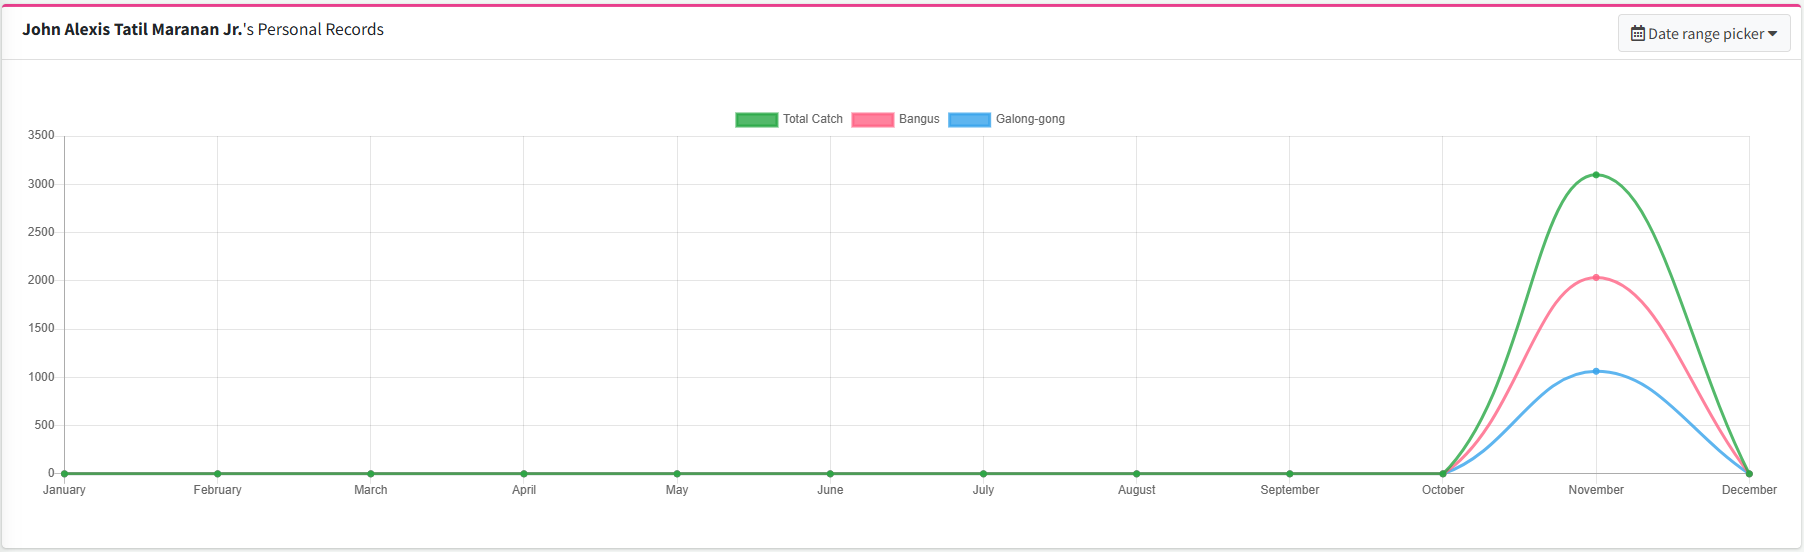 John Alexis Tatil Maranan Jr.'s Personal Records
Date range picker
Total Catch Bangus Galong-gong
3500
3000
2500
2000
1500
1000
500
0
January February March April May June July August September October November December